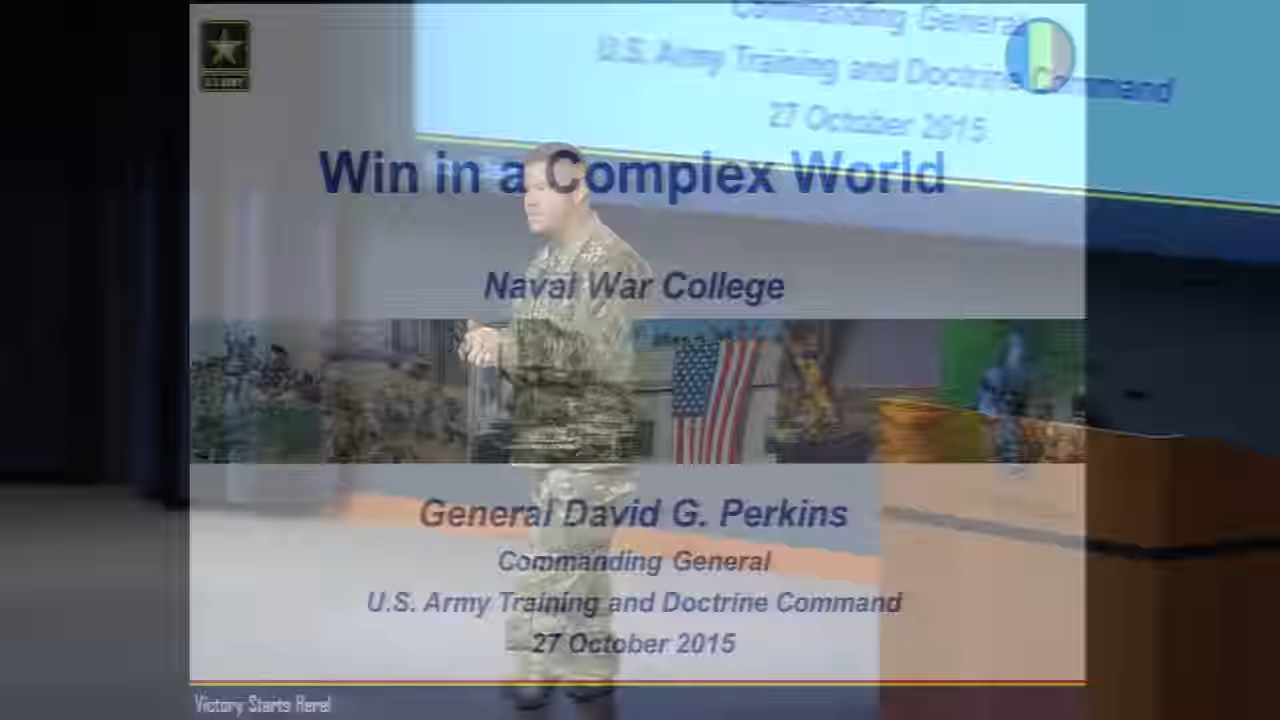 Commanding General
U.S. Army Training and Doctrine Command
27 October 2015
U.S. ARMY
Win in a Complex World
Naval War College
General David G. Perkins
Commanding General
U.S. Army Training and Doctrine Command
27 October 2015
Victory Starts Here!